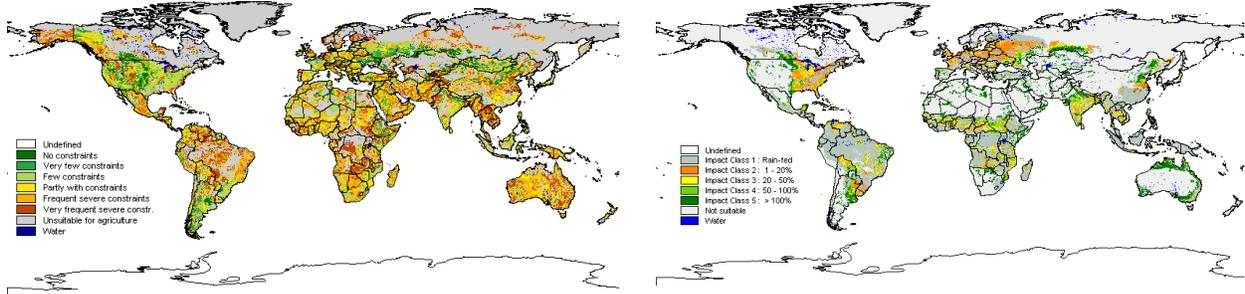 Undefined
No constraints
Very few constraints
Few constraints
Partly with constraints
Frequent severe constraints
Very frequent severe constr.
Unsuitable for agriculture
Water
Undefined
Impact Class 1 : Rain-fed
Impact Class 2 : 1 - 20%
Impact Class 3 : 20 - 50%
Impact Class 4 : 50 - 100%
Impact Class 5 : > 100%
Not suitable
Water